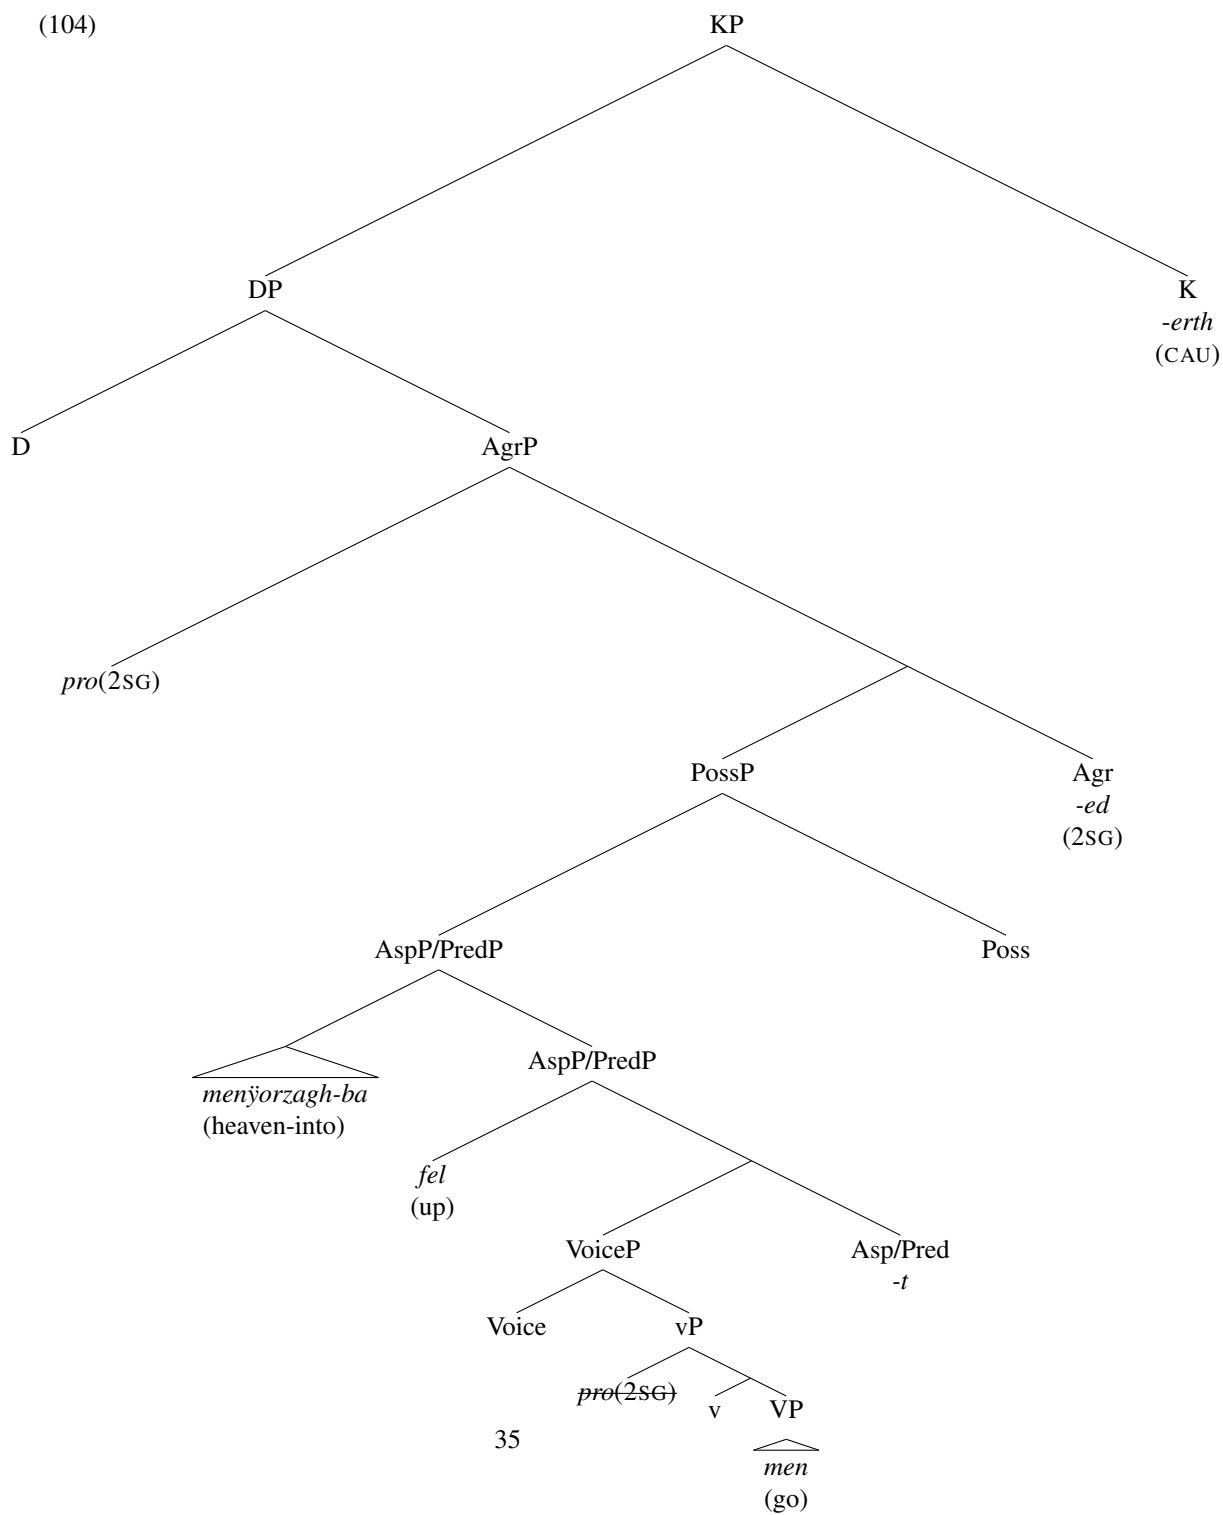 (104)
KP
DP
K
-erth
(CAU)
D
AgrP
pro(2SG)
PossP
Agr
-ed
(2SG)
AspP/PredP
Poss
menÿorzagh-ba
(heaven-into)
AspP/PredP
fel
(up)
VoiceP
Asp/Pred
-t
Voice
vP
pro(2SG)
v
VP
men
(go)
35